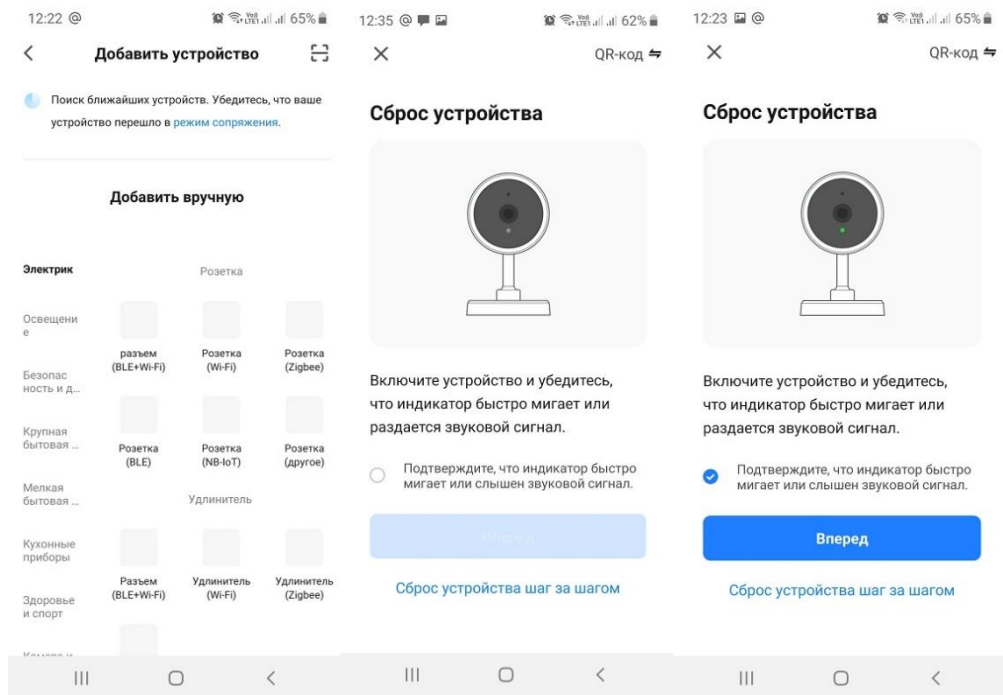 12:22 @
65%
Добавить устройство
Поиск ближайших устройств. Убедитесь, что ваше
устройство перешло в режим сопряжения.
Добавить вручную
Электрик
Освещени
е
Безопас
ность и д...
Крупная
бытовая ...
Мелкая
бытовая ...
Кухонные
приборы
Здоровье
и спорт
Камера и
Розетка
разъем
(BLE+Wi-Fi)
Розетка
(Wi-Fi)
Розетка
(Zigbee)
Розетка
(BLE)
Розетка
(NB-IoT)
Розетка
(другое)
Удлинитель
Разъем
(BLE+Wi-Fi)
Удлинитель
(Wi-Fi)
Удлинитель
(Zigbee)
12:35 @
62%
QR-код
Сброс устройства
Включите устройство и убедитесь,
что индикатор быстро мигает или
раздается звуковой сигнал.
Подтверждите, что индикатор быстро
мигает или слышен звуковой сигнал.
Вперед
Сброс устройства шаг за шагом
12:23 @
65%
QR-код
Сброс устройства
Включите устройство и убедитесь,
что индикатор быстро мигает или
раздается звуковой сигнал.
Подтверждите, что индикатор быстро
мигает или слышен звуковой сигнал.
Вперед
Сброс устройства шаг за шагом